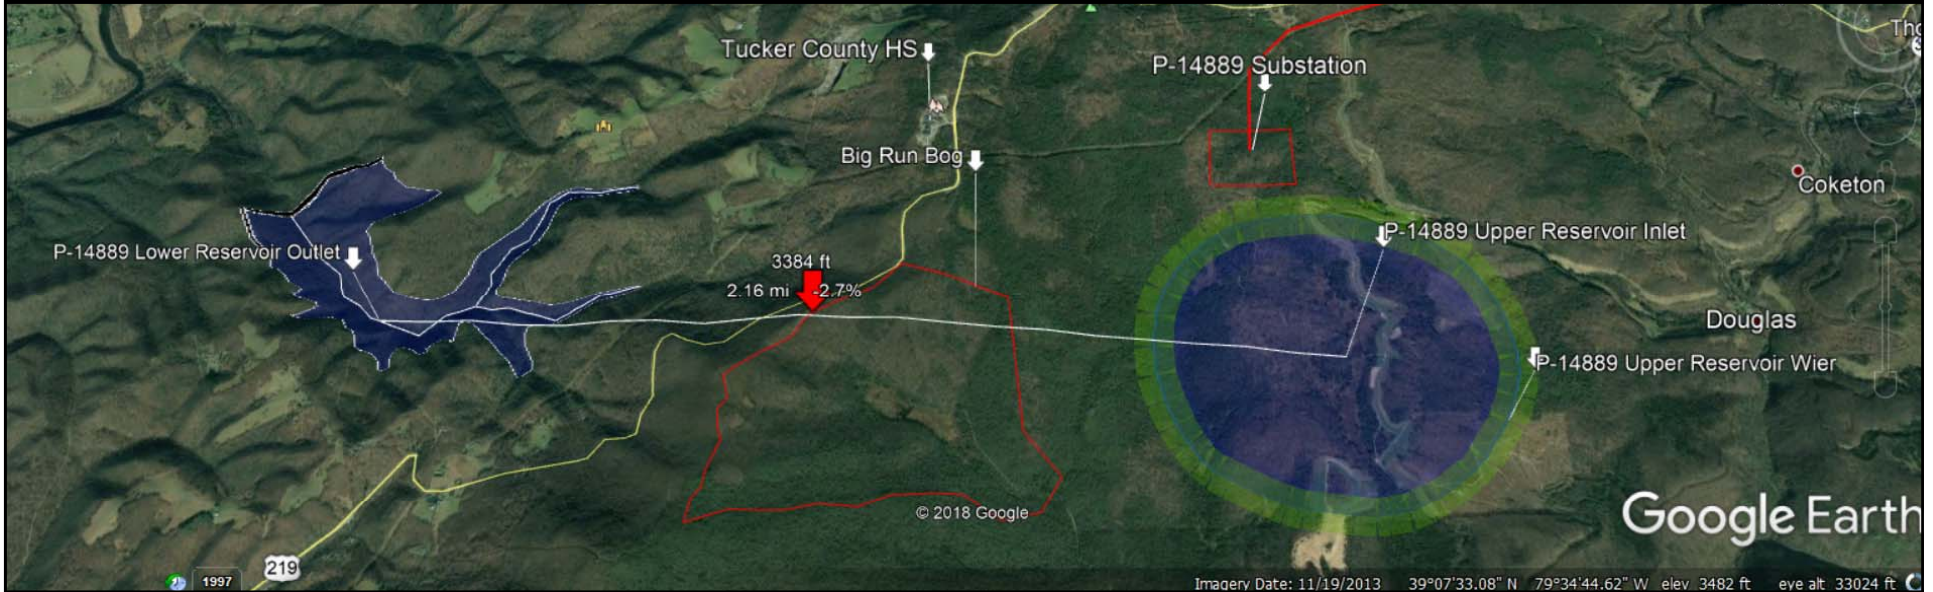 Tho
Tucker County HS
P-14889 Substation
Big Run Bog
Coketon
P-14889 Upper Reservoir Inlet
P-14889 Lower Reservoir Outlet
3384 ft
2.16 mi -2.7%
Douglas
P-14889 Upper Reservoir Wier
© 2018 Google
Google Earth
219
1997
Imagery Date: 11/19/2013 39°07'33.08" N 79°34'44.62" W elev 3482 ft eye alt 33024 ft